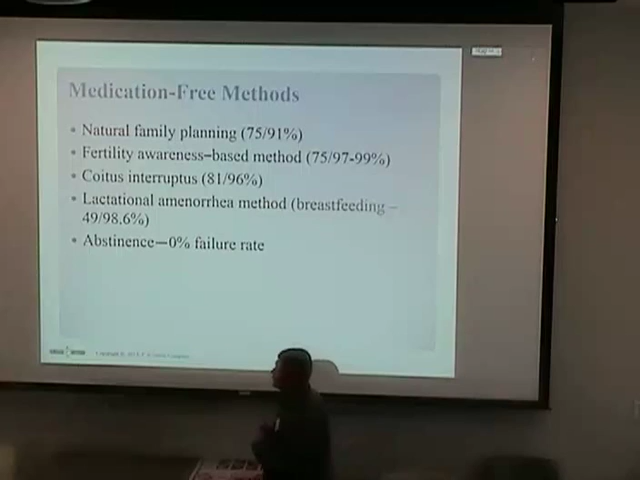 Medication-Free Methods
• Natural family planning (75/91%)
• Fertility awareness–based method (75/97-99%)
• Coitus interruptus (81/96%)
• Lactational amenorrhea method (breastfeeding –
49/98.6%)
• Abstinence—0% failure rate